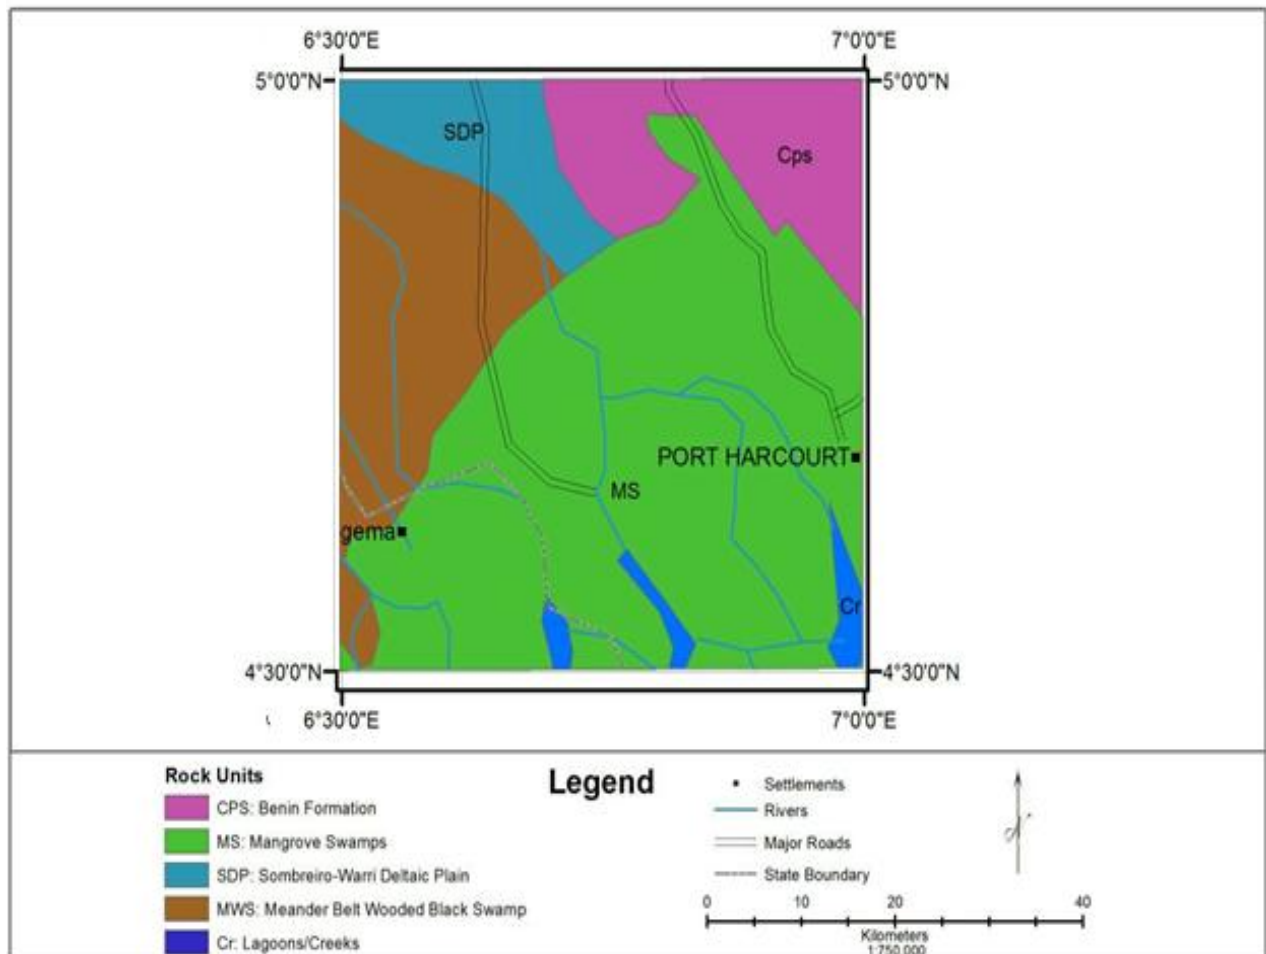 6°30'0"E 7°0'0"E
5°0'0"N 5°0'0"N
SDP
Cps
PORT HARCOURT
MS
gema
Cr
4°30'0"N 4°30'0"N
6°30'0"E 7°0'0"E
Rock Units
CPS: Benin Formation
MS: Mangrove Swamps
SDP: Sombreiro-Warri Deltaic Plain
MWS: Meander Belt Wooded Black Swamp
Cr: Lagoons/Creeks
Legend
Settlements
Rivers
Major Roads
State Boundary
0 10 20 40
Kilometers
1:750,000